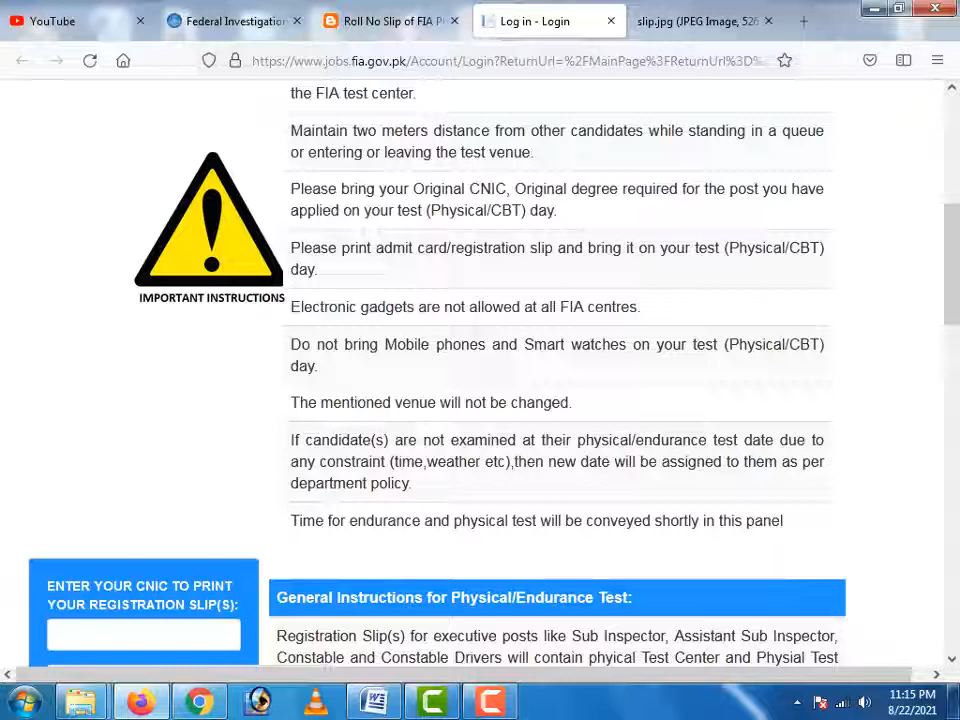 YouTube
Federal Investigation
Roll No Slip of FIA Ph
Log in - Login
slip.jpg (JPEG Image, 526
https://www.jobs.fia.gov.pk/Account/Login?ReturnUrl=%2FMainPage%3FReturnUrl%3D%
the FIA test center.
Maintain two meters distance from other candidates while standing in a queue
or entering or leaving the test venue.
Please bring your Original CNIC, Original degree required for the post you have
applied on your test (Physical/CBT) day.
Please print admit card/registration slip and bring it on your test (Physical/CBT)
day.
IMPORTANT INSTRUCTIONS
Electronic gadgets are not allowed at all FIA centres.
Do not bring Mobile phones and Smart watches on your test (Physical/CBT)
day.
The mentioned venue will not be changed.
If candidate(s) are not examined at their physical/endurance test date due to
any constraint (time,weather etc),then new date will be assigned to them as per
department policy.
Time for endurance and physical test will be conveyed shortly in this panel
ENTER YOUR CNIC TO PRINT
YOUR REGISTRATION SLIP(S):
General Instructions for Physical/Endurance Test:
Registration Slip(s) for executive posts like Sub Inspector, Assistant Sub Inspector,
Constable and Constable Drivers will contain phyical Test Center and Physial Test
11:15 PM
8/22/2021